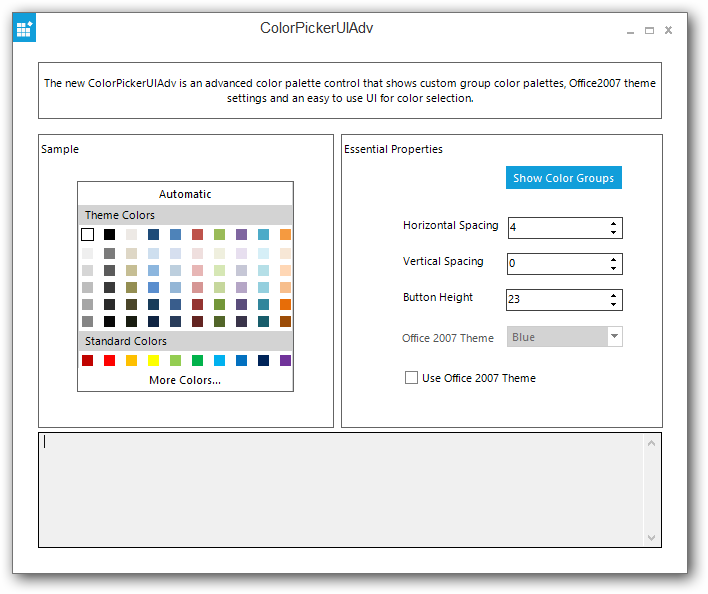 ColorPickerUIAdv
The new ColorPickerUIAdv is an advanced color palette control that shows custom group color palettes, Office2007 theme
settings and an easy to use UI for color selection.
Sample
Automatic
Theme Colors
Standard Colors
More Colors...
Essential Properties
Show Color Groups
Horizontal Spacing 4
Vertical Spacing 0
Button Height 23
Office 2007 Theme Blue
Use Office 2007 Theme